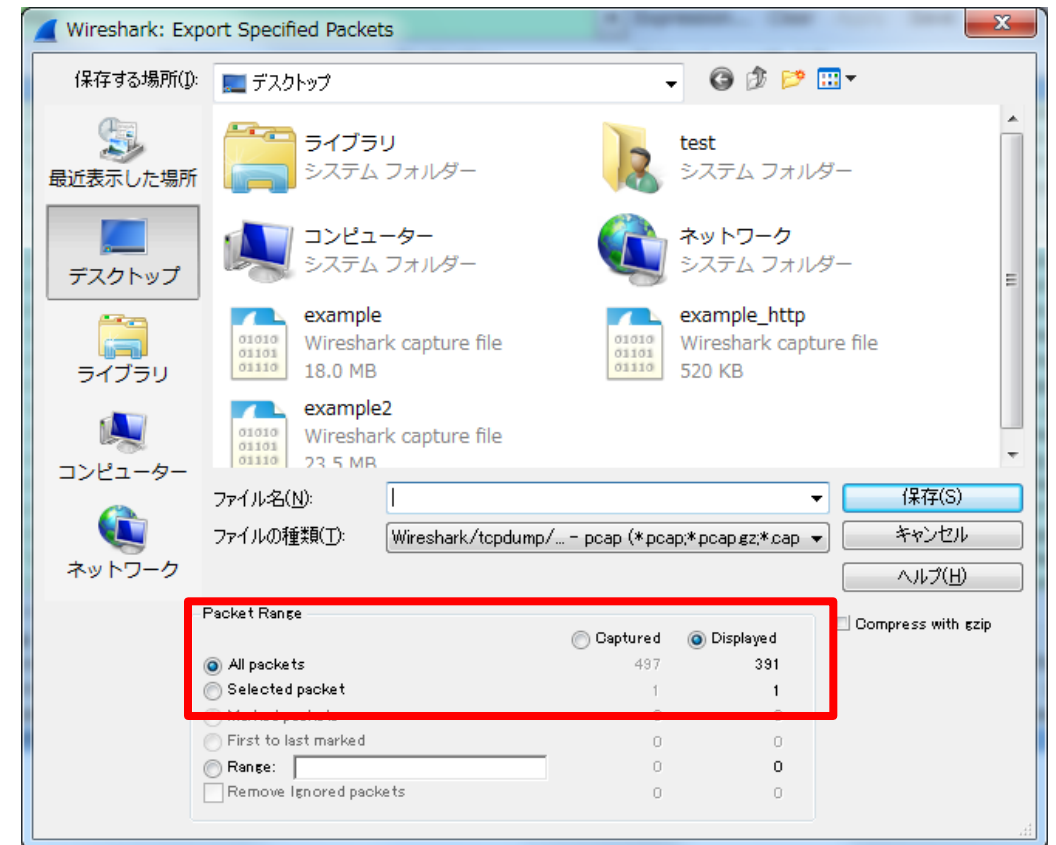 Wireshark: Export Specified Packets
保存する場所(I):
デスクトップ
最近表示した場所
デスクトップ
ライブラリ
コンピューター
ネットワーク
ライブラリ
システム フォルダー
test
システム フォルダー
コンピューター
システム フォルダー
ネットワーク
システム フォルダー
example
Wireshark capture file
18.0 MB
example_http
Wireshark capture file
520 KB
example2
Wireshark capture file
23.5 MB
ファイル名(N):
保存(S)
ファイルの種類(T):
Wireshark/tcpdump/... - pcap (*.pcap;*.pcap.gz;*.cap
キャンセル
ヘルプ(H)
Packet Range
Captured Displayed
Compress with gzip
All packets 497 391
Selected packet 1 1
First to last marked 0 0
Range: 0 0
Remove Ignored packets 0 0